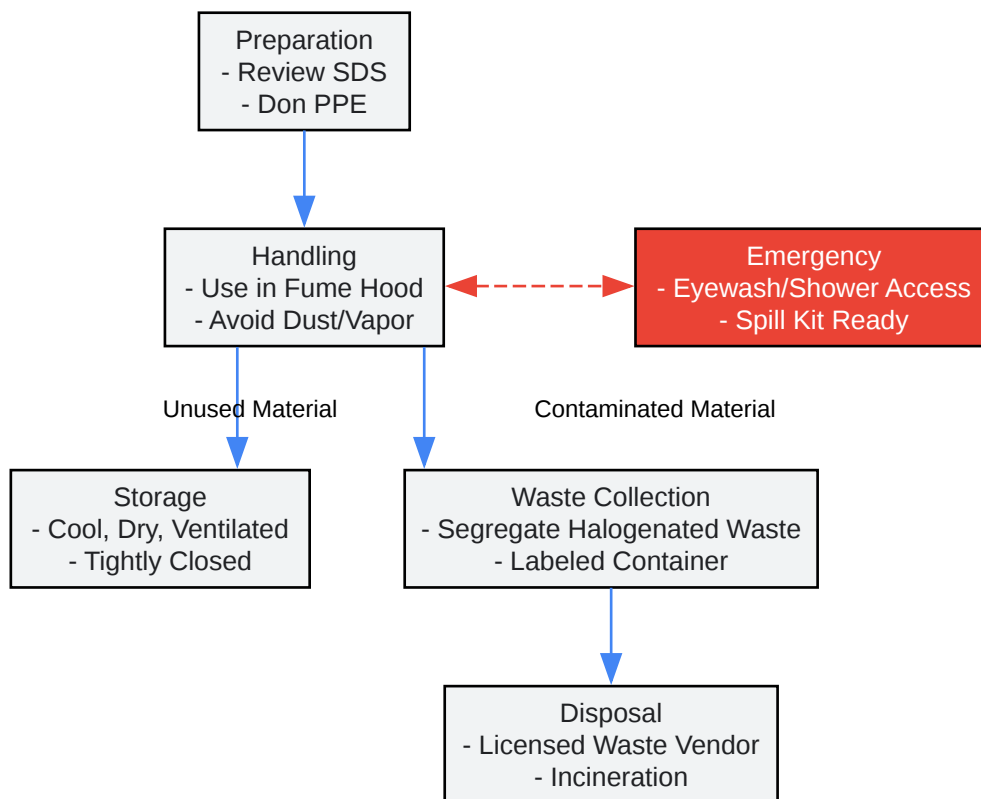 Preparation
- Review SDS
- Don PPE
Handling
- Use in Fume Hood
- Avoid Dust/Vapor
Emergency
- Eyewash/Shower Access
- Spill Kit Ready
Unused Material
Contaminated Material
Storage
- Cool, Dry, Ventilated
- Tightly Closed
Waste Collection
- Segregate Halogenated Waste
- Labeled Container
Disposal
- Licensed Waste Vendor
- Incineration